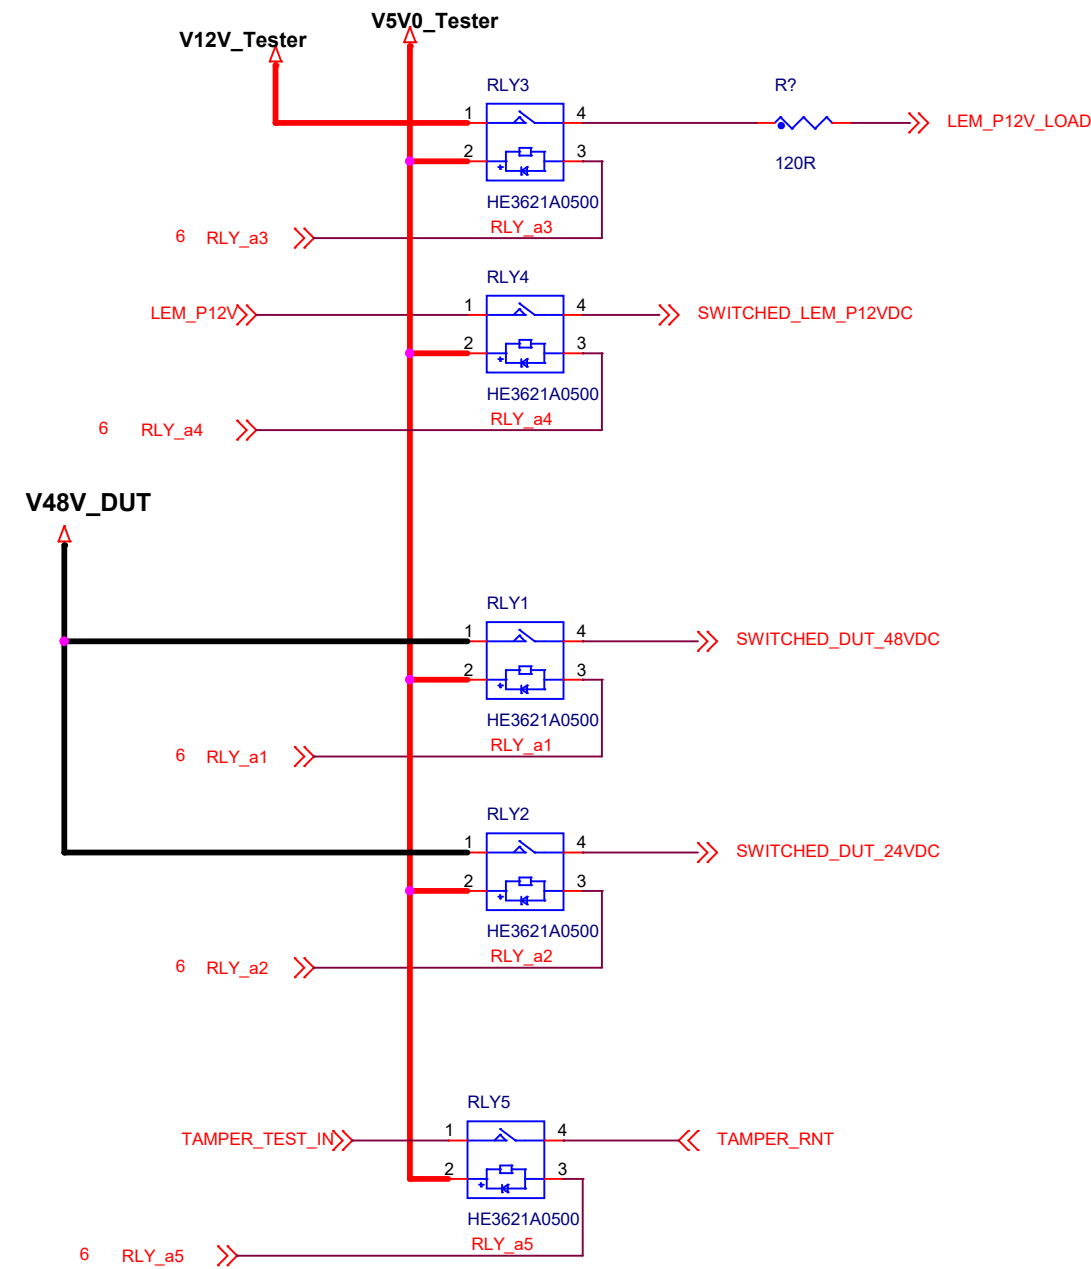 V5V0_Tester
V12V_Tester
RLY3
R?
1
4
LEM_P12V_LOAD
2
3
120R
HE3621A0500
6 RLY_a3
RLY_a3
RLY4
LEM_P12V
1
4
SWITCHED_LEM_P12VDC
2
3
HE3621A0500
6 RLY_a4
RLY_a4
V48V_DUT
RLY1
1
4
SWITCHED_DUT_48VDC
2
3
HE3621A0500
6 RLY_a1
RLY_a1
RLY2
1
4
SWITCHED_DUT_24VDC
2
3
HE3621A0500
6 RLY_a2
RLY_a2
RLY5
TAMPER_TEST_IN
1
4
TAMPER_RNT
2
3
HE3621A0500
6 RLY_a5
RLY_a5